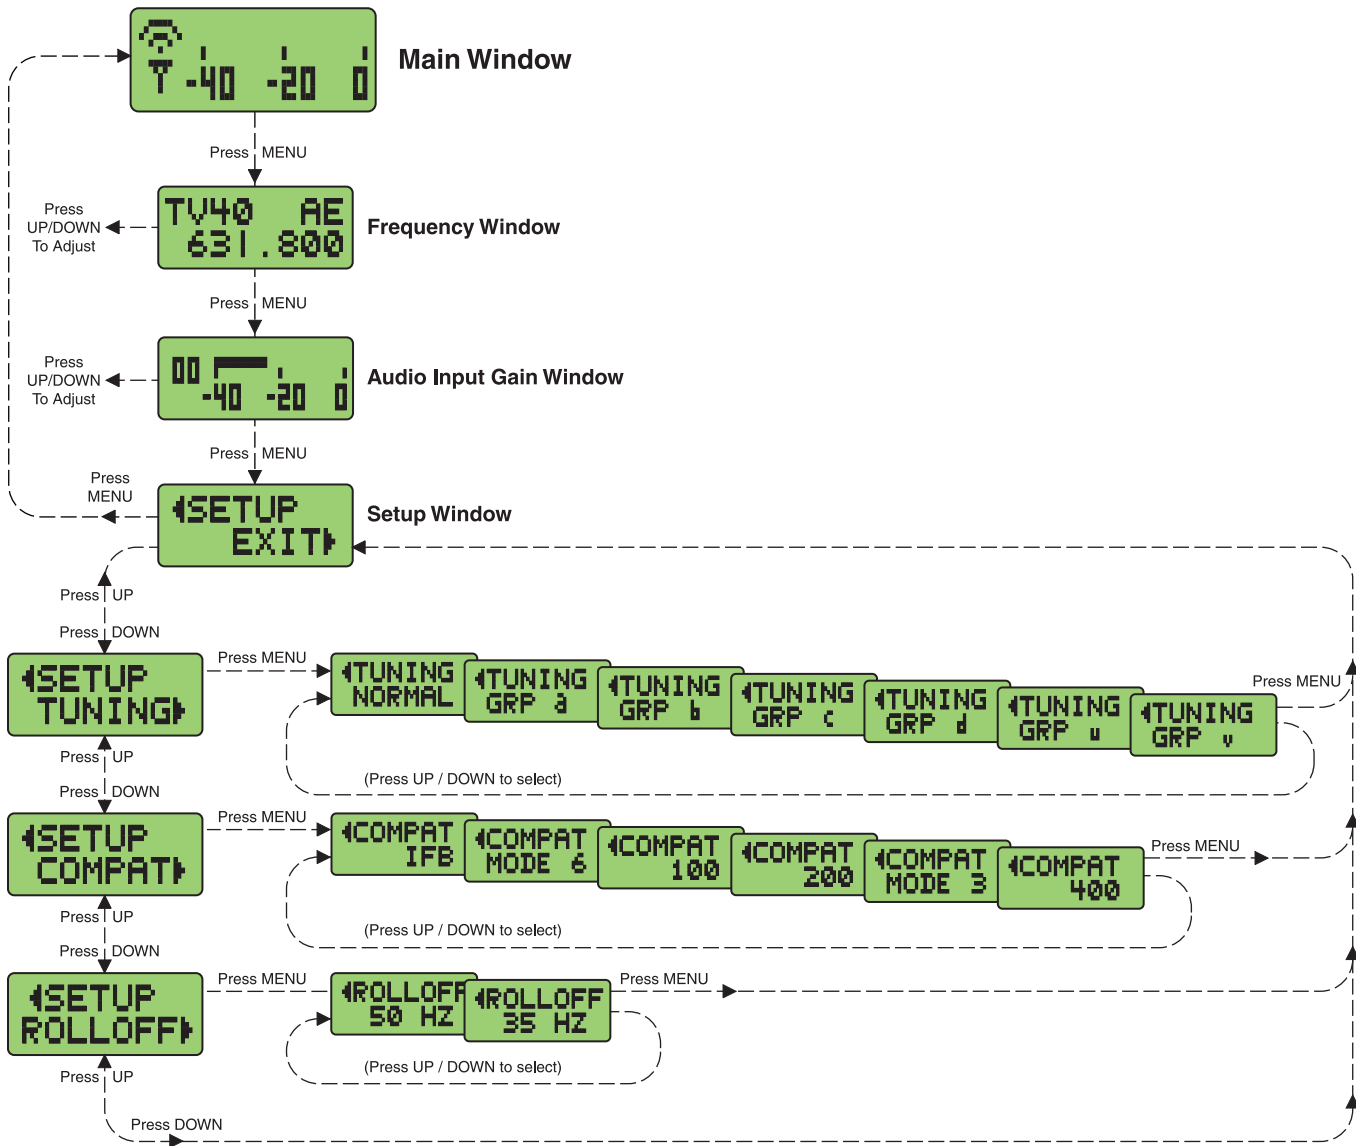 -40 -20 0
Main Window
Press MENU
TV40 AE
631.800
Frequency Window
Press
UP/DOWN
To Adjust
Press MENU
00
-40 -20 0
Audio Input Gain Window
Press
UP/DOWN
To Adjust
Press MENU
SETUP
EXIT
Setup Window
Press
MENU
Press UP
Press DOWN
SETUP
TUNING
Press MENU
TUNING
NORMAL
TUNING
GRP a
TUNING
GRP b
TUNING
GRP c
TUNING
GRP d
TUNING
GRP u
TUNING
GRP v
Press MENU
(Press UP / DOWN to select)
Press UP
Press DOWN
SETUP
COMPAT
Press MENU
COMPAT
IFB
COMPAT
MODE 6
COMPAT
100
COMPAT
200
COMPAT
MODE 3
COMPAT
400
Press MENU
(Press UP / DOWN to select)
Press UP
Press DOWN
SETUP
ROLLOFF
Press MENU
ROLLOFF
50 HZ
ROLLOFF
35 HZ
Press MENU
(Press UP / DOWN to select)
Press UP
Press DOWN